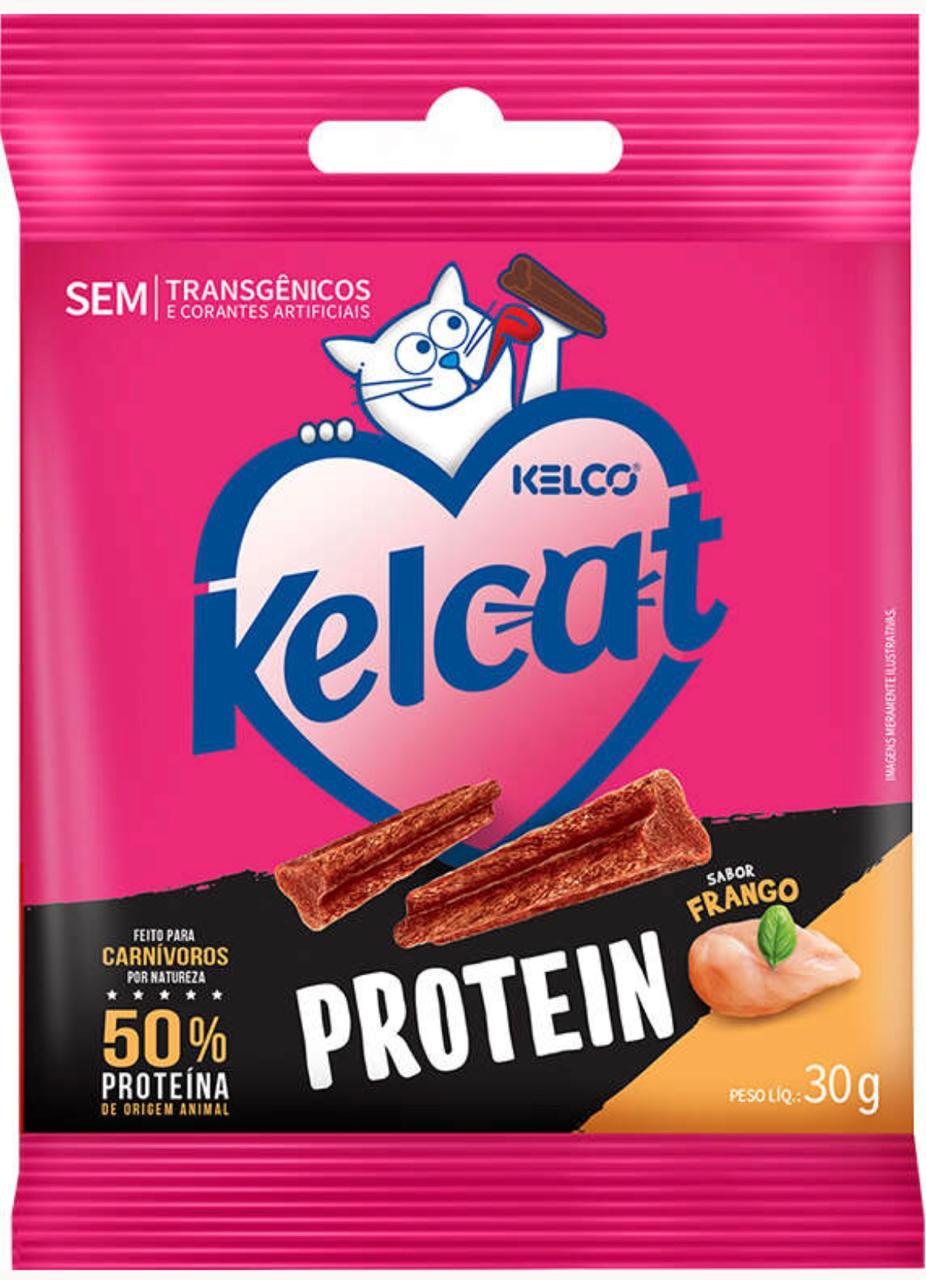 SEM TRANSGÊNICOS
E CORANTES ARTIFICIAIS
KELCO®
Kelcat
IMAGENS MERAMENTE ILUSTRATIVAS.
SABOR
FRANGO
PROTEIN
FEITO PARA
CARNÍVOROS
POR NATUREZA
50%
PROTEÍNA
DE ORIGEM ANIMAL
PESO LÍQ.: 30 g